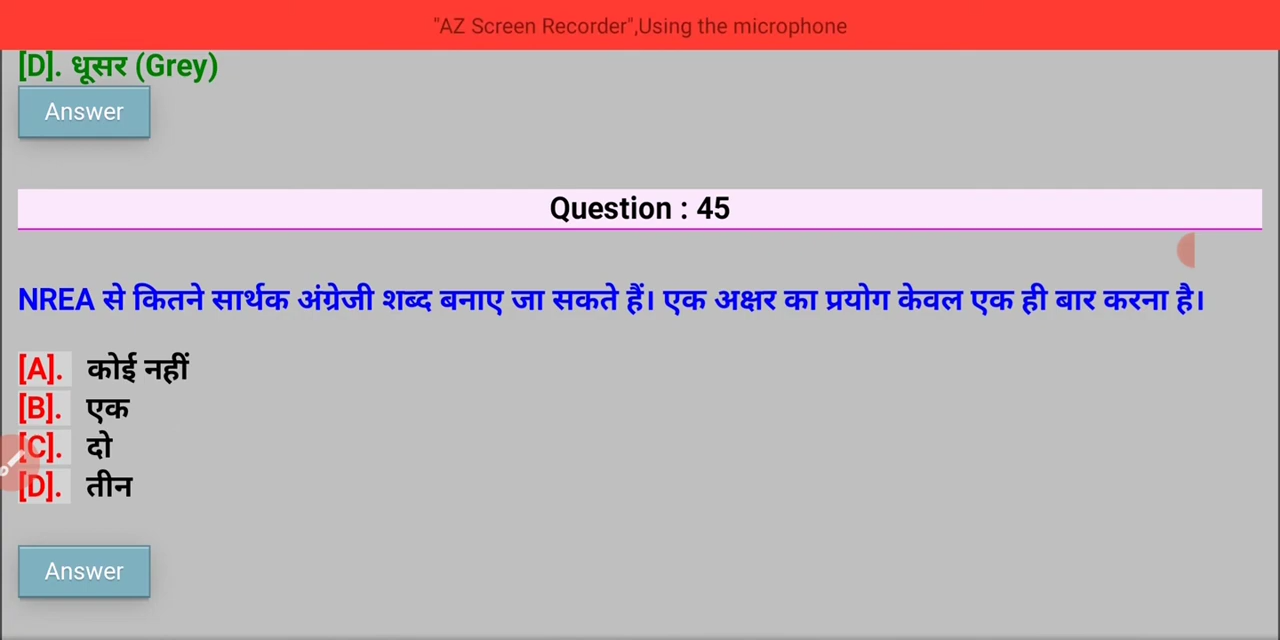 "AZ Screen Recorder",Using the microphone
[D]. धूसर (Grey)
Answer
Question : 45
NREA से कितने सार्थक अंग्रेजी शब्द बनाए जा सकते हैं। एक अक्षर का प्रयोग केवल एक ही बार करना है।
[A]. कोई नहीं
[B]. एक
[C]. दो
[D]. तीन
Answer